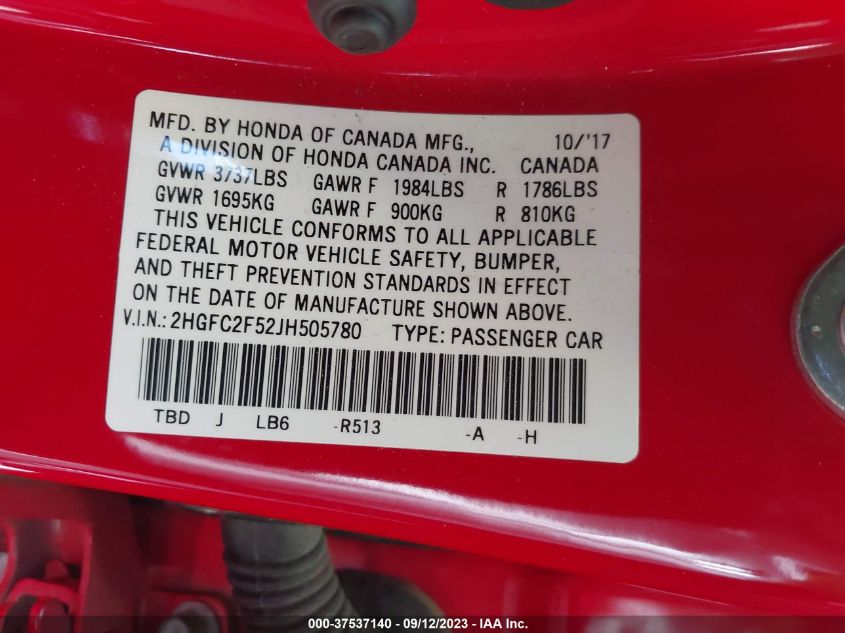 MFD. BY HONDA OF CANADA MFG., 10/'17
A DIVISION OF HONDA CANADA INC. CANADA
GVWR 3737LBS GAWR F 1984LBS R 1786LBS
GVWR 1695KG GAWR F 900KG R 810KG
THIS VEHICLE CONFORMS TO ALL APPLICABLE
FEDERAL MOTOR VEHICLE SAFETY, BUMPER,
AND THEFT PREVENTION STANDARDS IN EFFECT
ON THE DATE OF MANUFACTURE SHOWN ABOVE.
V.I.N.: 2HGFC2F52JH505780 TYPE: PASSENGER CAR
TBD J LB6 -R513 -A -H
000-37537140 - 09/12/2023 - IAA Inc.